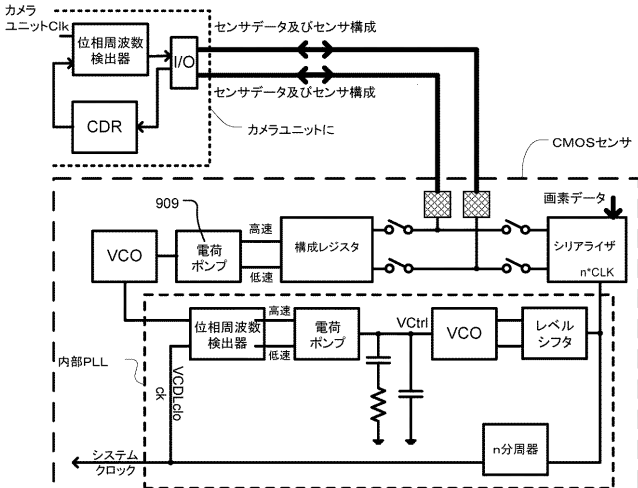 カメラ
ユニットClk
位相周波数
検出器
I/O
CDR
センサデータ及びセンサ構成
センサデータ及びセンサ構成
カメラユニットに
CMOSセンサ
画素データ
909
VCO
電荷
ポンプ
高速
低速
構成レジスタ
シリアライザ
n*CLK
位相周波数
検出器
高速
低速
電荷
ポンプ
VCtrl
VCO
レベル
シフタ
内部PLL
VCDLclo
ck
n分周器
システム
クロック